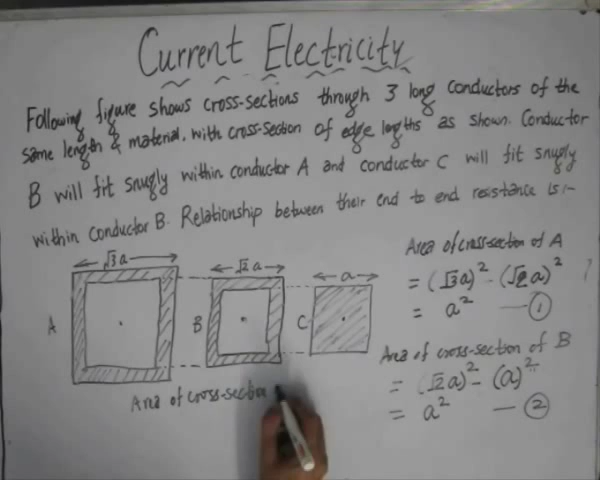 Current Electricity
Following figure shows cross-sections through 3 long conductors of the
same length & material. With cross-section of edge lengths as shown. Conductor
B will fit snugly within conductor A and conductor C will fit snugly
within conductor B. Relationship between their end to end resistance is:-
√3a
√2a
a
A
B
C
Area of cross-section
Area of cross-section of A
= (√3a)² - (√2a)²
= a² — ①
Area of cross-section of B
= (√2a)² - (a)²
= a² — ②